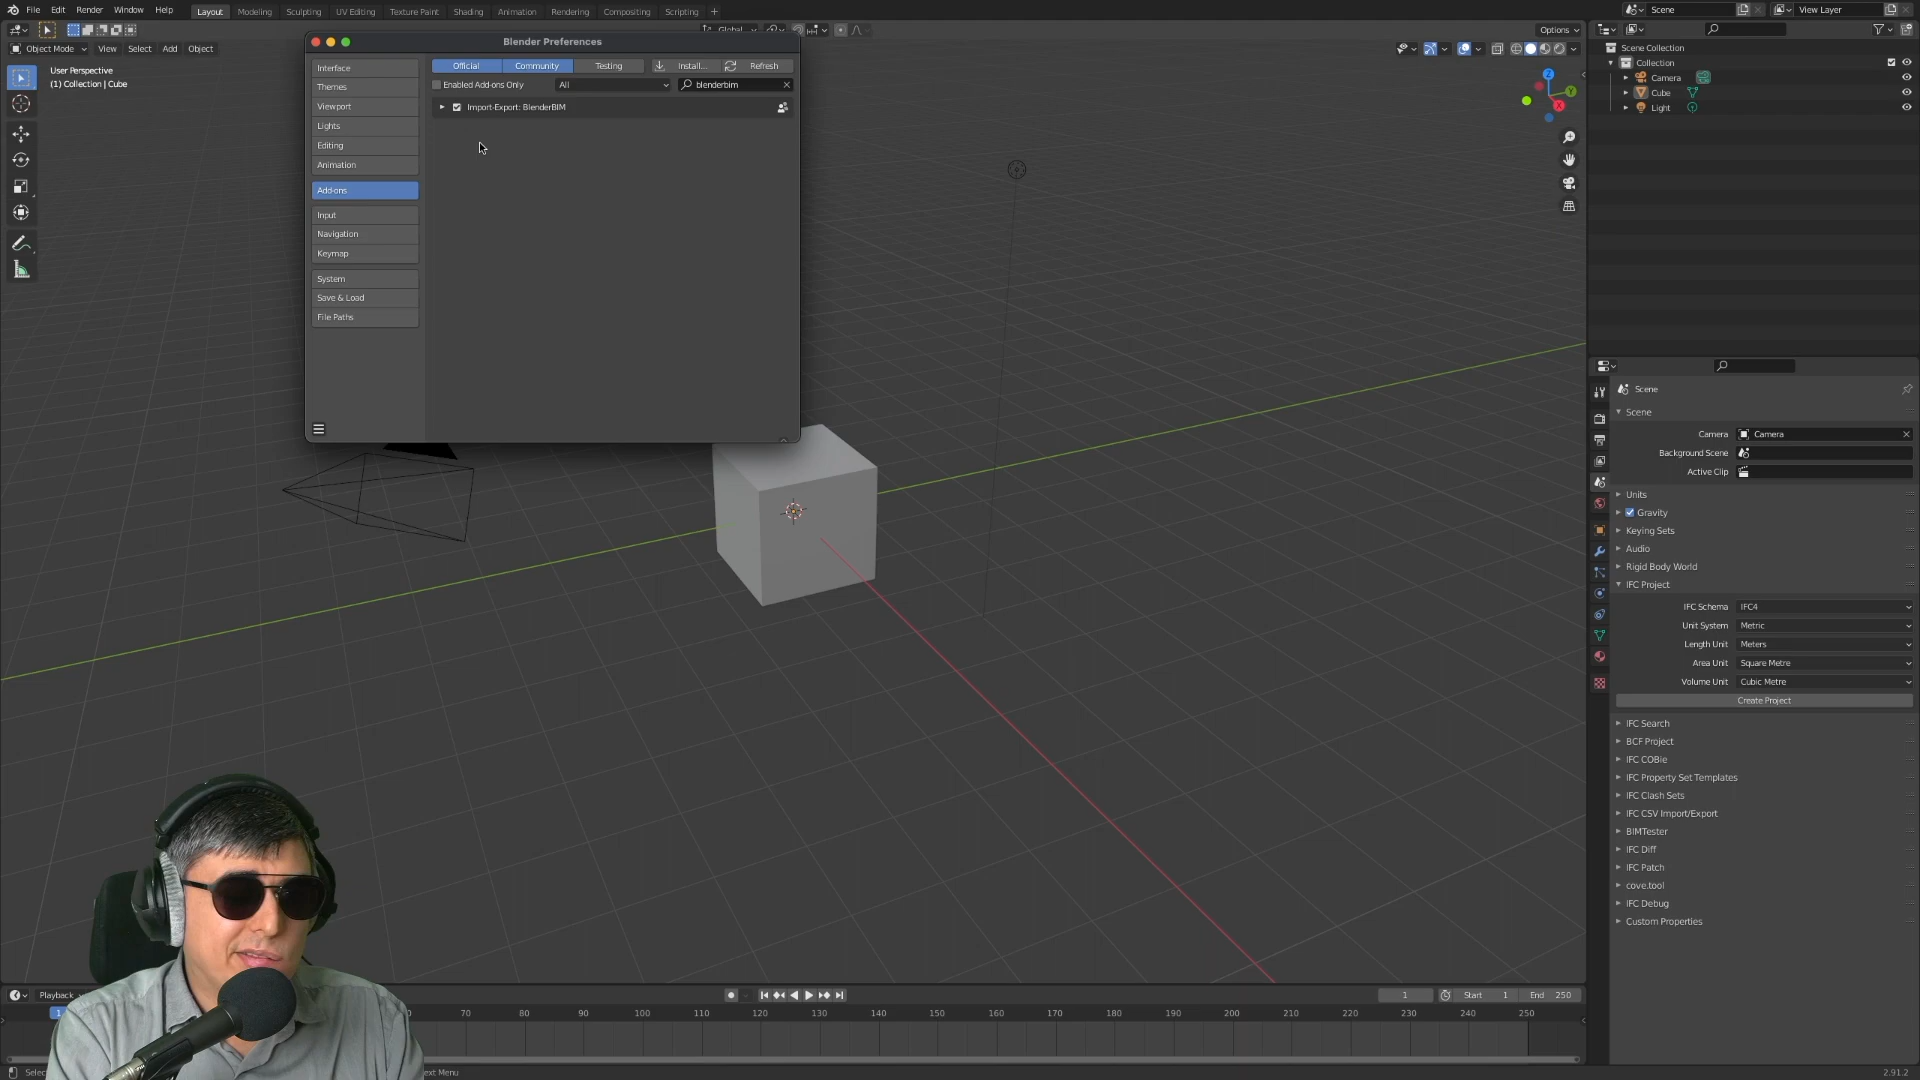 File Edit Render Window Help
Layout Modeling Sculpting UV Editing Texture Paint Shading Animation Rendering Compositing Scripting
Scene View Layer
Options
Object Mode View Select Add Object
User Perspective
(1) Collection | Cube
Blender Preferences
Interface
Themes
Viewport
Lights
Editing
Animation
Add-ons
Input
Navigation
Keymap
System
Save & Load
File Paths
Official Community Testing Install... Refresh
Enabled Add-ons Only All blenderbim
Import-Export: BlenderBIM
Z
Y
X
Scene Collection
Collection
Camera
Cube
Light
Scene
Scene
Camera Camera
Background Scene
Active Clip
Units
Gravity
Keying Sets
Audio
Rigid Body World
IFC Project
IFC Schema IFC4
Unit System Metric
Length Unit Meters
Area Unit Square Metre
Volume Unit Cubic Metre
Create Project
IFC Search
BCF Project
IFC COBie
IFC Property Set Templates
IFC Clash Sets
IFC CSV Import/Export
BIMTester
IFC Diff
IFC Patch
cove.tool
IFC Debug
Custom Properties
Playback
1 Start 1 End 250
1 70 80 90 100 110 120 130 140 150 160 170 180 190 200 210 220 230 240 250
ext Menu
2.91.2